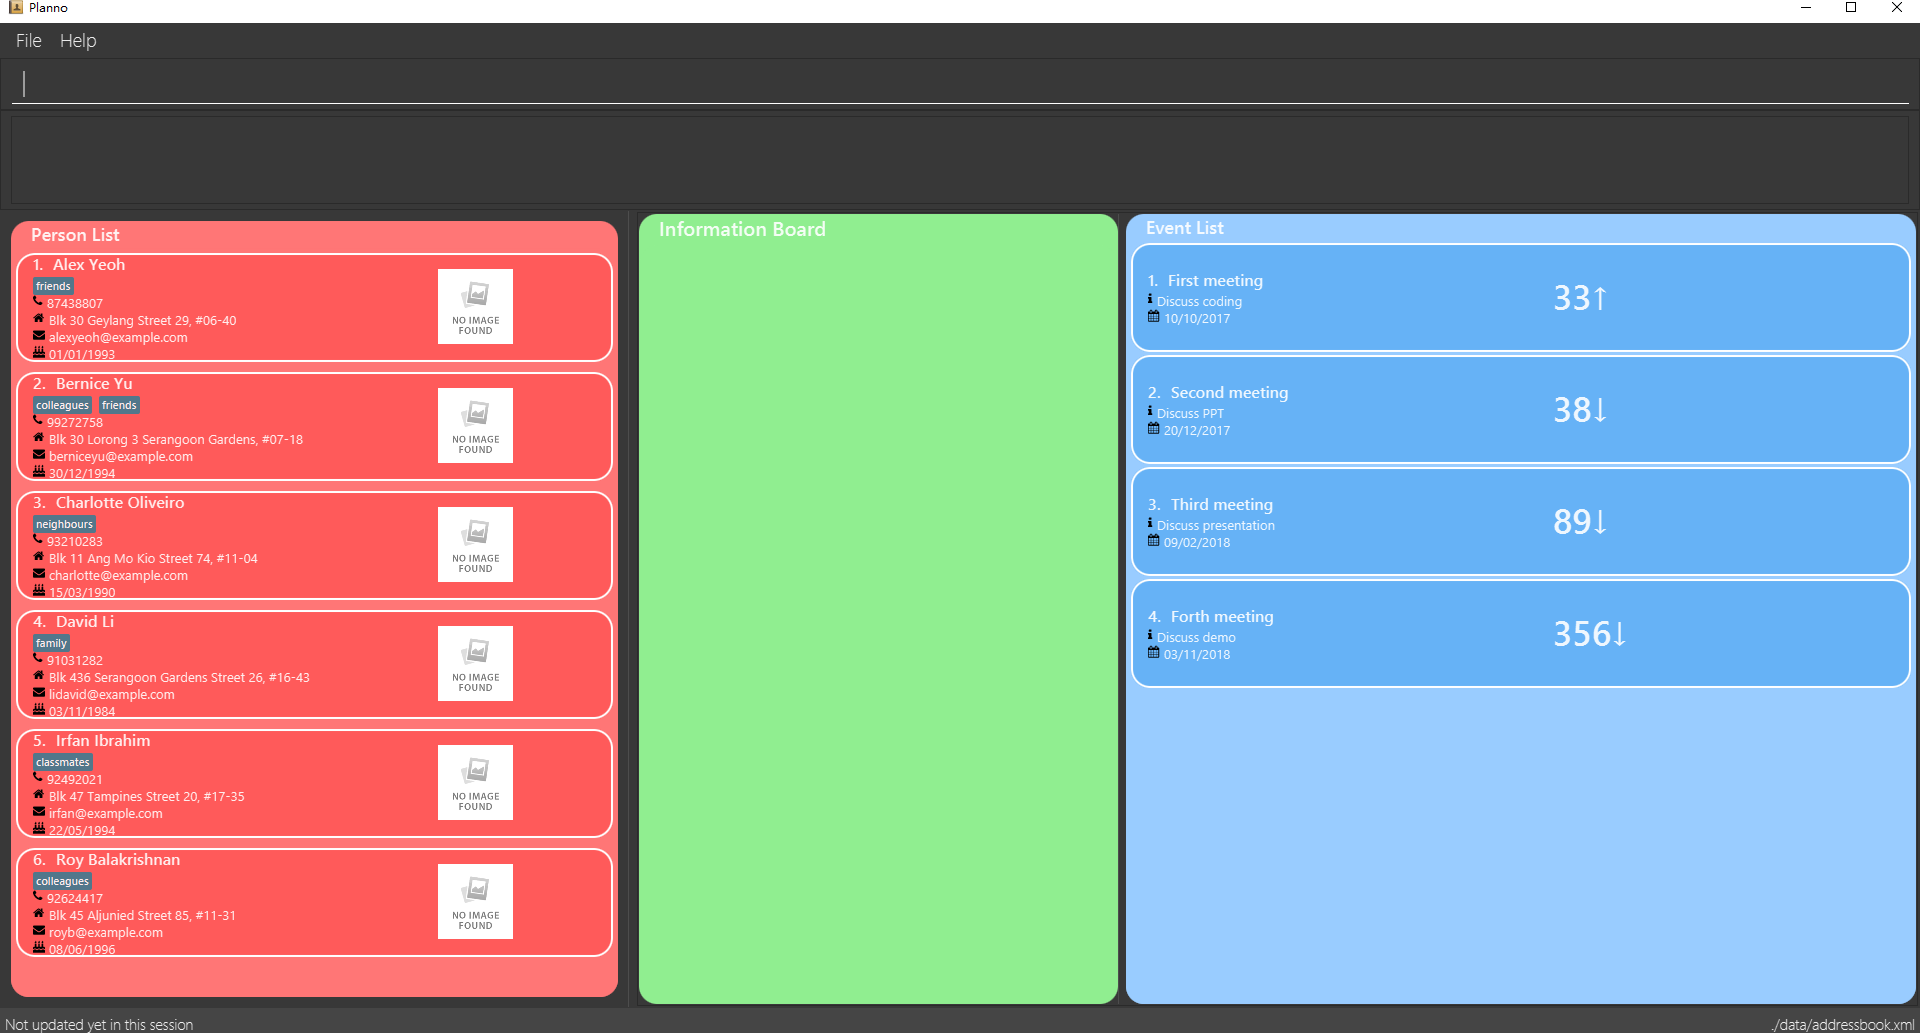 Planno
File Help
Person List
1. Alex Yeoh
friends
87438807
Blk 30 Geylang Street 29, #06-40
alexyeoh@example.com
01/01/1993
NO IMAGE
FOUND
2. Bernice Yu
colleagues friends
99272758
Blk 30 Lorong 3 Serangoon Gardens, #07-18
berniceyu@example.com
30/12/1994
NO IMAGE
FOUND
3. Charlotte Oliveiro
neighbours
93210283
Blk 11 Ang Mo Kio Street 74, #11-04
charlotte@example.com
15/03/1990
NO IMAGE
FOUND
4. David Li
family
91031282
Blk 436 Serangoon Gardens Street 26, #16-43
lidavid@example.com
03/11/1984
NO IMAGE
FOUND
5. Irfan Ibrahim
classmates
92492021
Blk 47 Tampines Street 20, #17-35
irfan@example.com
22/05/1994
NO IMAGE
FOUND
6. Roy Balakrishnan
colleagues
92624417
Blk 45 Aljunied Street 85, #11-31
royb@example.com
08/06/1996
NO IMAGE
FOUND
Information Board
Event List
1. First meeting
Discuss coding
10/10/2017
33↑
2. Second meeting
Discuss PPT
20/12/2017
38↓
3. Third meeting
Discuss presentation
09/02/2018
89↓
4. Forth meeting
Discuss demo
03/11/2018
356↓
Not updated yet in this session
./data/addressbook.xml